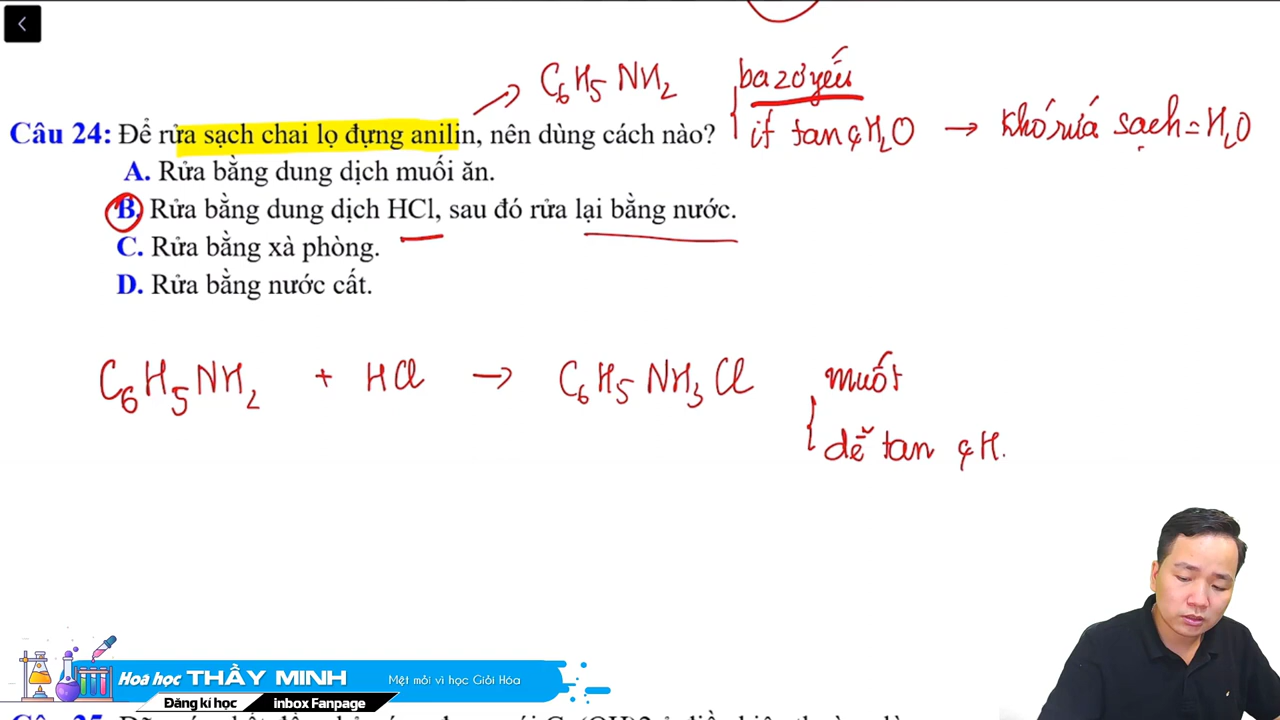 C6H5NH2 bazơ yếu
Câu 24: Để rửa sạch chai lọ đựng anilin, nên dùng cách nào? ít tan ç H2O → khó rửa sạch = H2O
A. Rửa bằng dung dịch muối ăn.
B. Rửa bằng dung dịch HCl, sau đó rửa lại bằng nước.
C. Rửa bằng xà phòng.
D. Rửa bằng nước cất.
C6H5NH2 + HCl → C6H5NH3Cl muối
dễ tan ç H.
Hoá học THẦY MINH Mệt mỏi vì học Giỏi Hóa
Đăng kí học inbox Fanpage